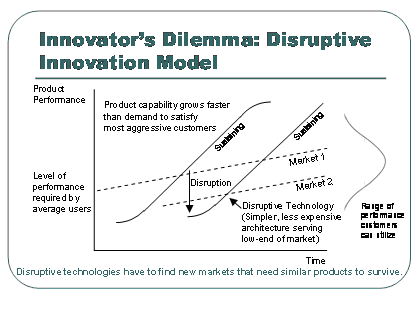 Innovator's Dilemma: Disruptive
Innovation Model
Product
Performance
Product capability grows faster
than demand to satisfy
most aggressive customers
Sustaining
Sustaining
Market 1
Level of
performance
required by
average users
Disruption
Market 2
Disruptive Technology
(Simpler, less expensive
architecture serving
low-end of market)
Range of
performance
customers
can utilize
Time
Disruptive technologies have to find new markets that need similar products to survive.